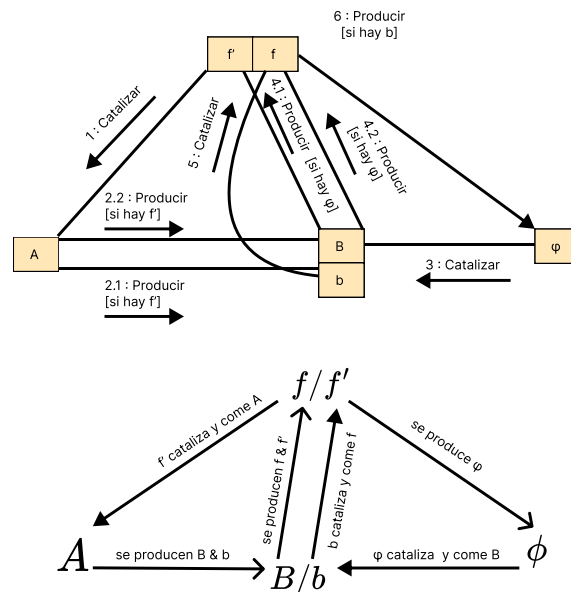 6 : Producir
[si hay b]
f'
f
1 : Catalizar
5 : Catalizar
4.1 : Producir
[si hay φ]
4.2 : Producir
[si hay φ]
2.2 : Producir
[si hay f']
A
B
φ
b
3 : Catalizar
2.1 : Producir
[si hay f']
f/f′
f' cataliza y come A
se producen f & f'
b cataliza y come f
se produce φ
A
se producen B & b
B/b
φ cataliza y come B
ϕ